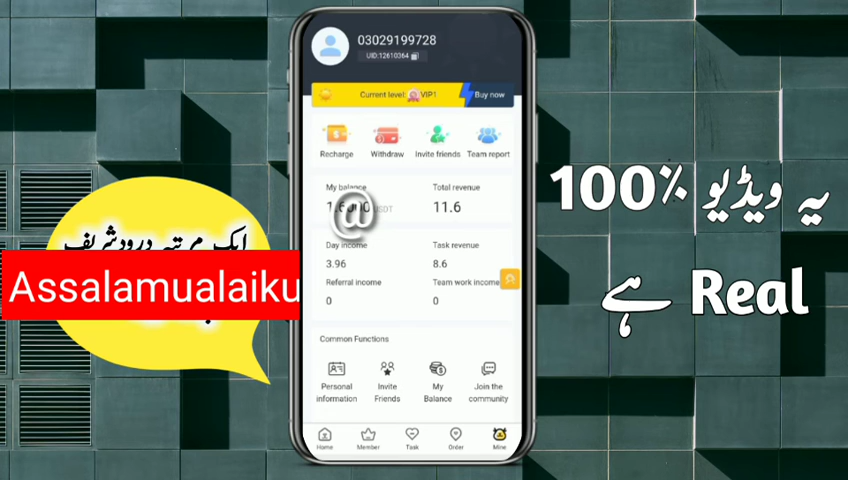 03029199728
UID:12610364
Current level: VIP1
Buy now
Recharge
Withdraw
Invite friends
Team report
My balance
Total revenue
@
USDT
11.6
Day income
Task revenue
3.96
8.6
Referral income
Team work income
0
0
Common Functions
Personal information
Invite Friends
My Balance
Join the community
Home
Member
Task
Order
Mine
ایک مرتبہ درود شریف
Assalamualaiku
یہ ویڈیو 100%
Real ہے